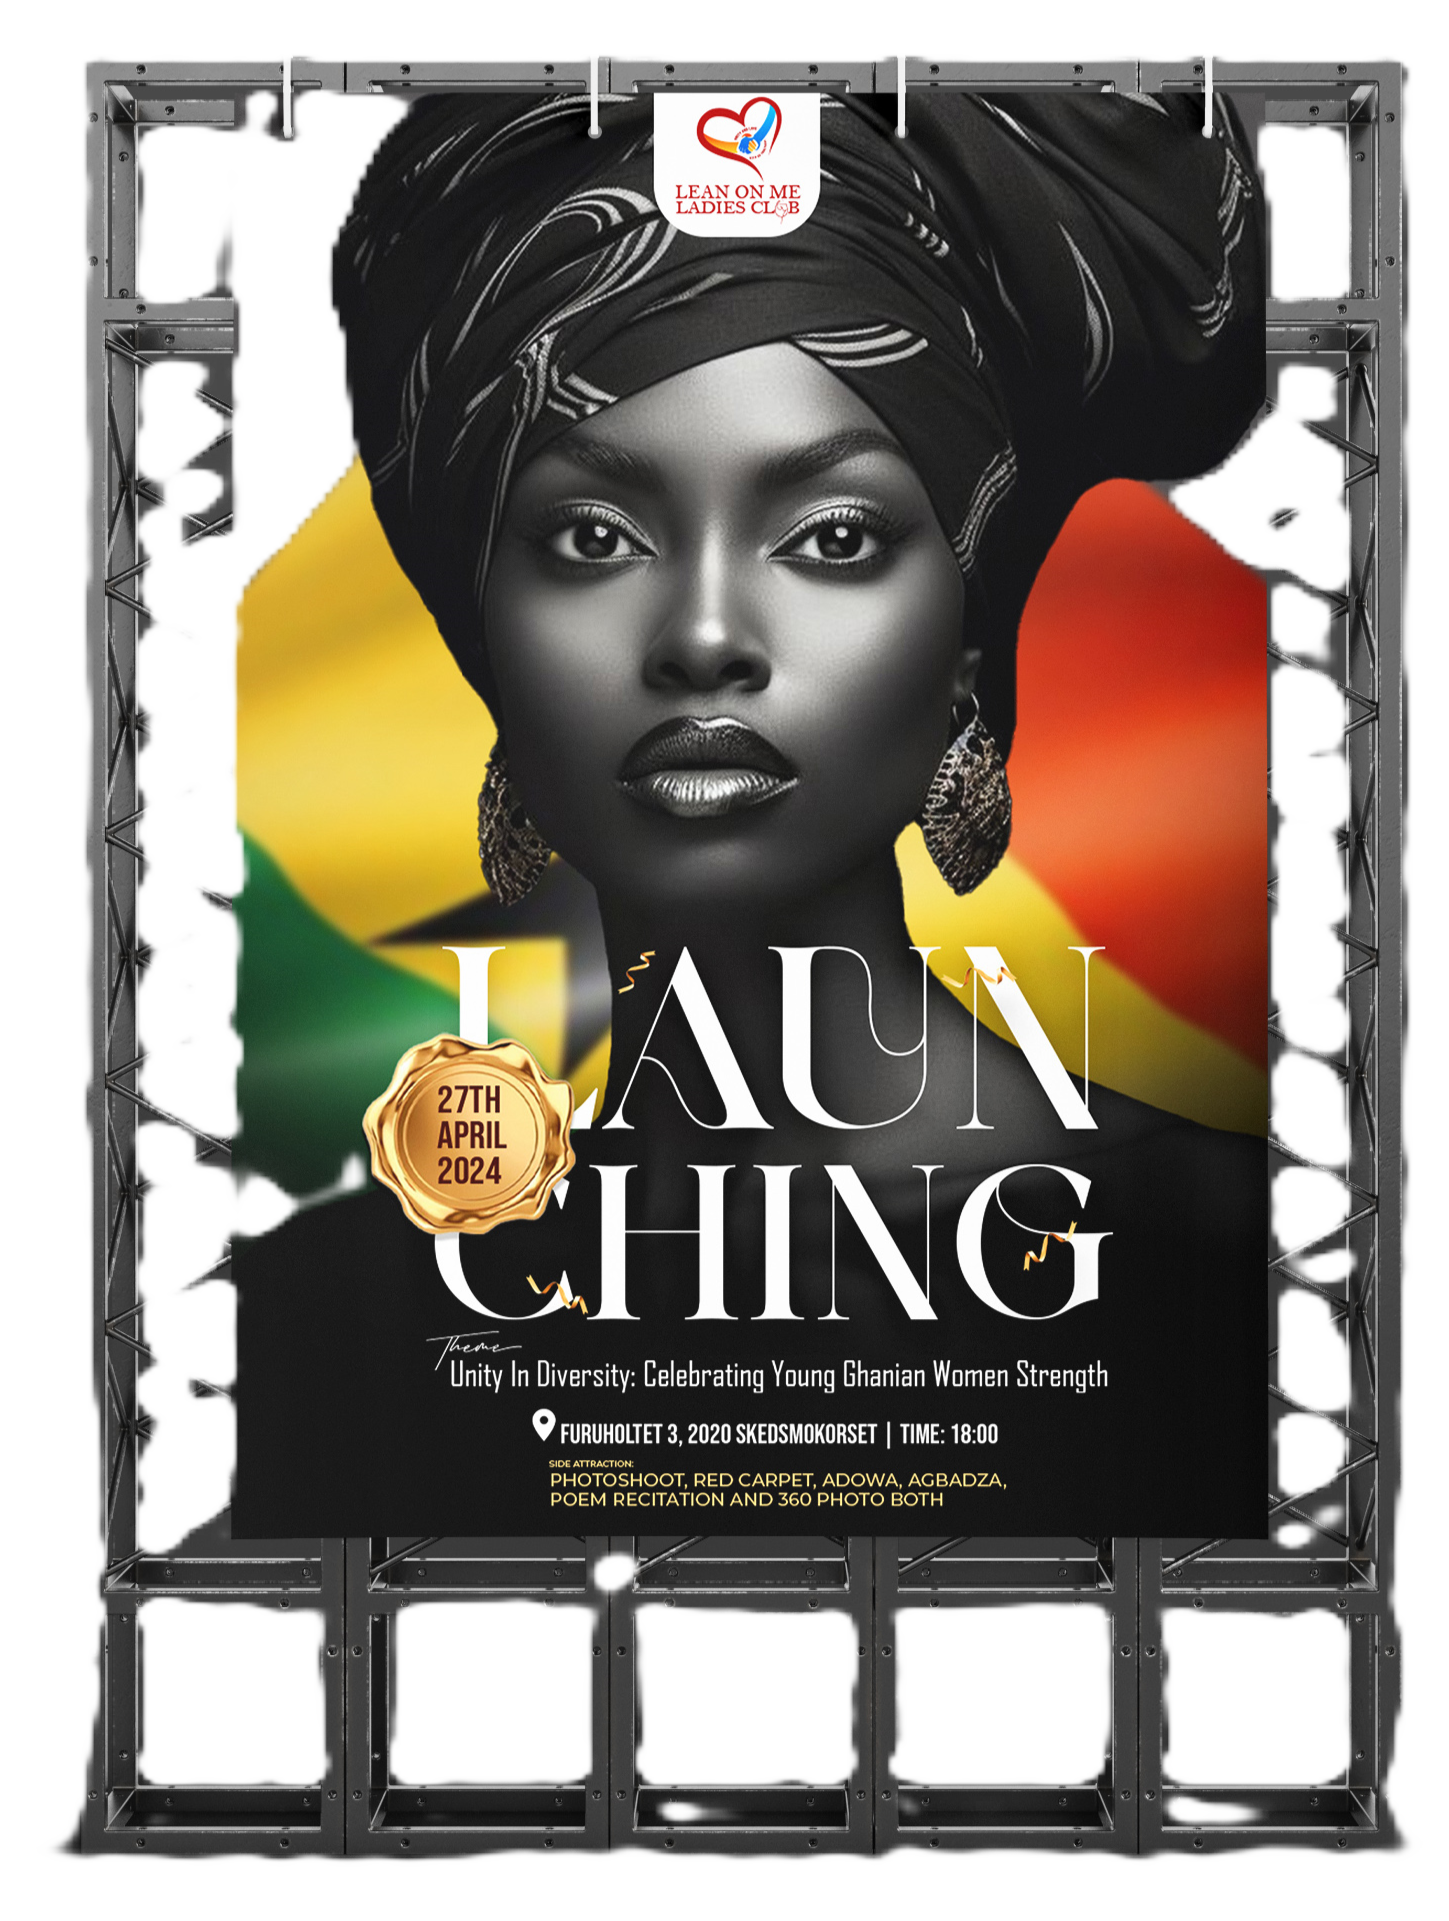 LEAN ON ME
LADIES CLUB
LAUN
27TH
APRIL
2024
CHING
Theme
Unity In Diversity: Celebrating Young Ghanian Women Strength
FURUHOLTET 3, 2020 SKEDSMOKORSET | TIME: 18:00
SIDE ATTRACTION:
PHOTOSHOOT, RED CARPET, ADOWA, AGBADZA,
POEM RECITATION AND 360 PHOTO BOTH